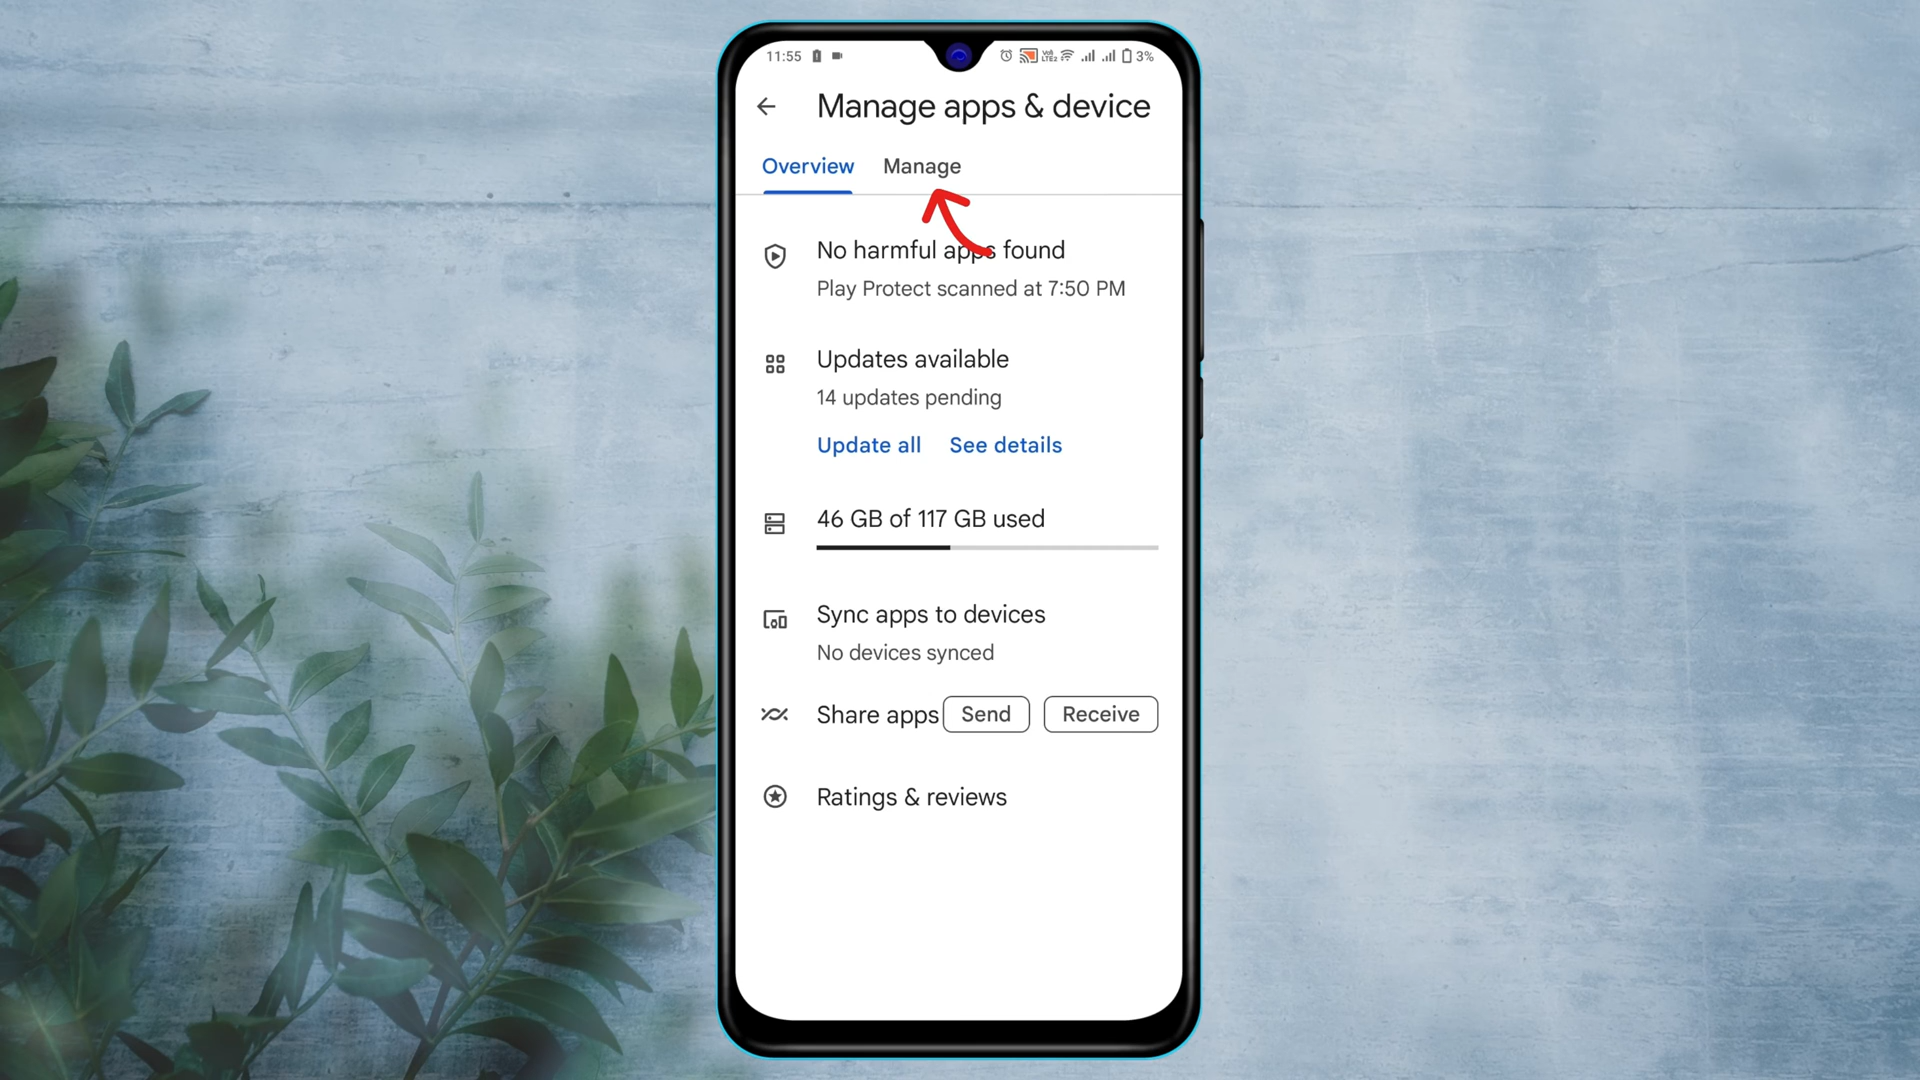 11:55 3%
Manage apps & device
Overview Manage
No harmful apps found
Play Protect scanned at 7:50 PM
Updates available
14 updates pending
Update all See details
46 GB of 117 GB used
Sync apps to devices
No devices synced
Share apps Send Receive
Ratings & reviews